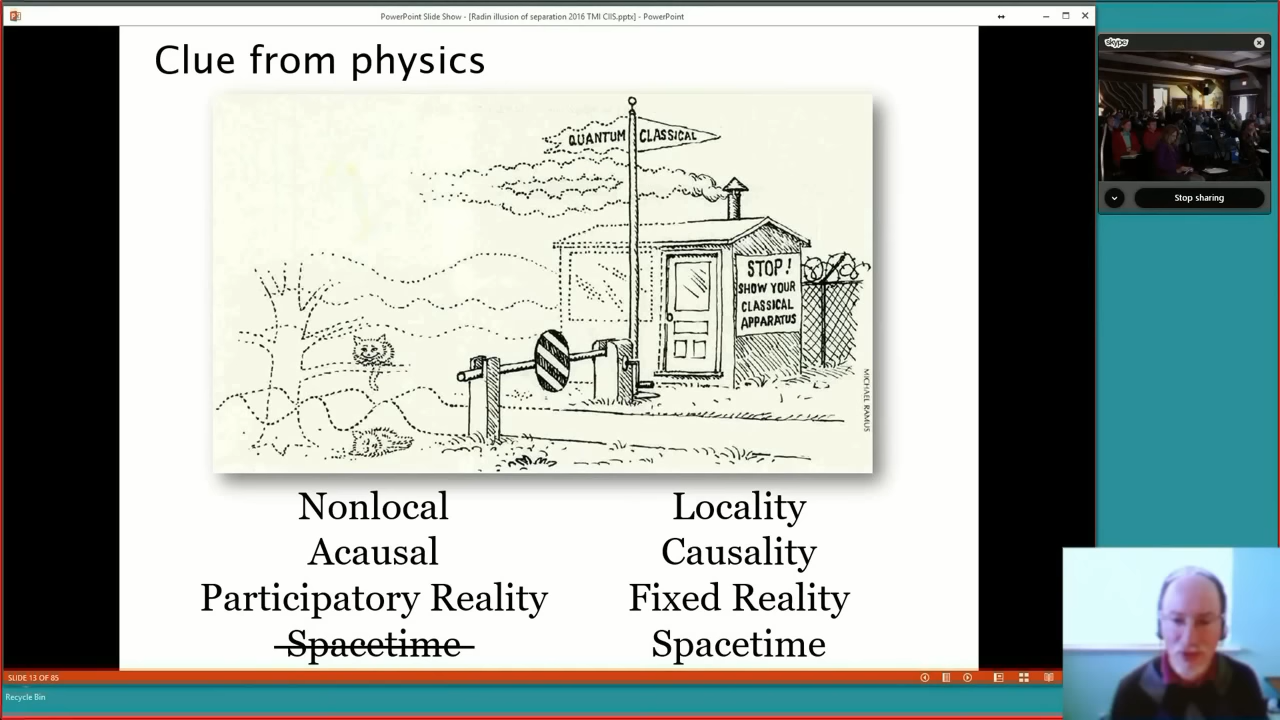 PowerPoint Slide Show - [Radin illusion of separation 2016 TMI CIIS.pptx] - PowerPoint
skype
Stop sharing
Clue from physics
QUANTUM CLASSICAL
STOP!
SHOW YOUR
CLASSICAL
APPARATUS
MICHAEL RAMUS
Nonlocal
Locality
Acausal
Causality
Participatory Reality
Fixed Reality
Spacetime
Spacetime
SLIDE 13 OF 85
Recycle Bin